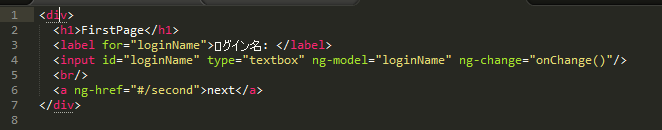 1 <div>
2 <h1>FirstPage</h1>
3 <label for="loginName">ログイン名: </label>
4 <input id="loginName" type="textbox" ng-model="loginName" ng-change="onChange()"/>
5 <br/>
6 <a ng-href="#/second">next</a>
7 </div>
8